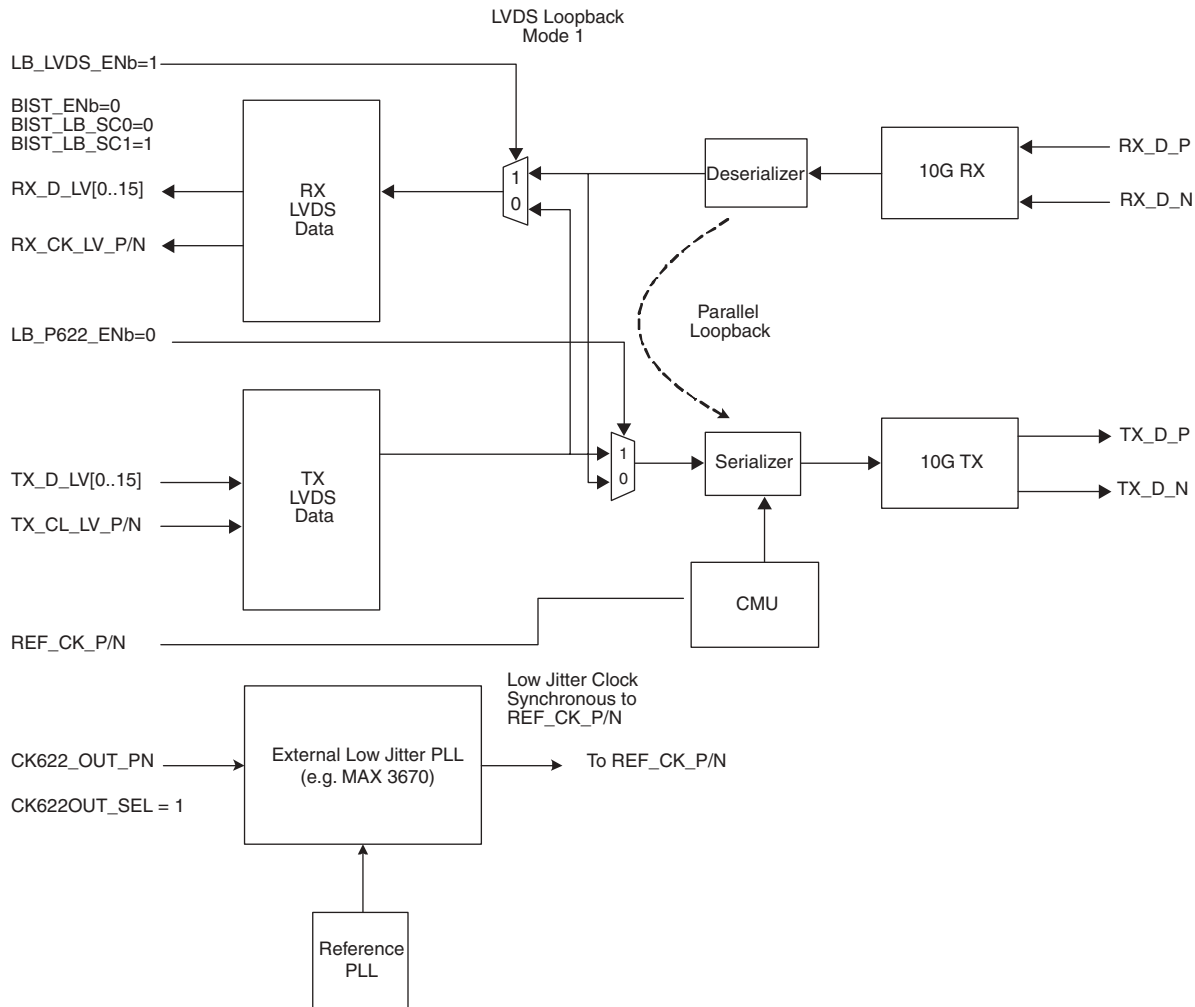 LVDS Loopback
Mode 1
LB_LVDS_ENb=1
BIST_ENb=0
BIST_LB_SC0=0
BIST_LB_SC1=1
RX_D_LV[0..15]
RX_CK_LV_P/N
RX
LVDS
Data
1
0
Deserializer
10G RX
RX_D_P
RX_D_N
LB_P622_ENb=0
Parallel
Loopback
TX_D_LV[0..15]
TX_CL_LV_P/N
TX
LVDS
Data
1
0
Serializer
10G TX
TX_D_P
TX_D_N
CMU
REF_CK_P/N
Low Jitter Clock
Synchronous to
REF_CK_P/N
CK622_OUT_PN
CK622OUT_SEL = 1
External Low Jitter PLL
(e.g. MAX 3670)
To REF_CK_P/N
Reference
PLL